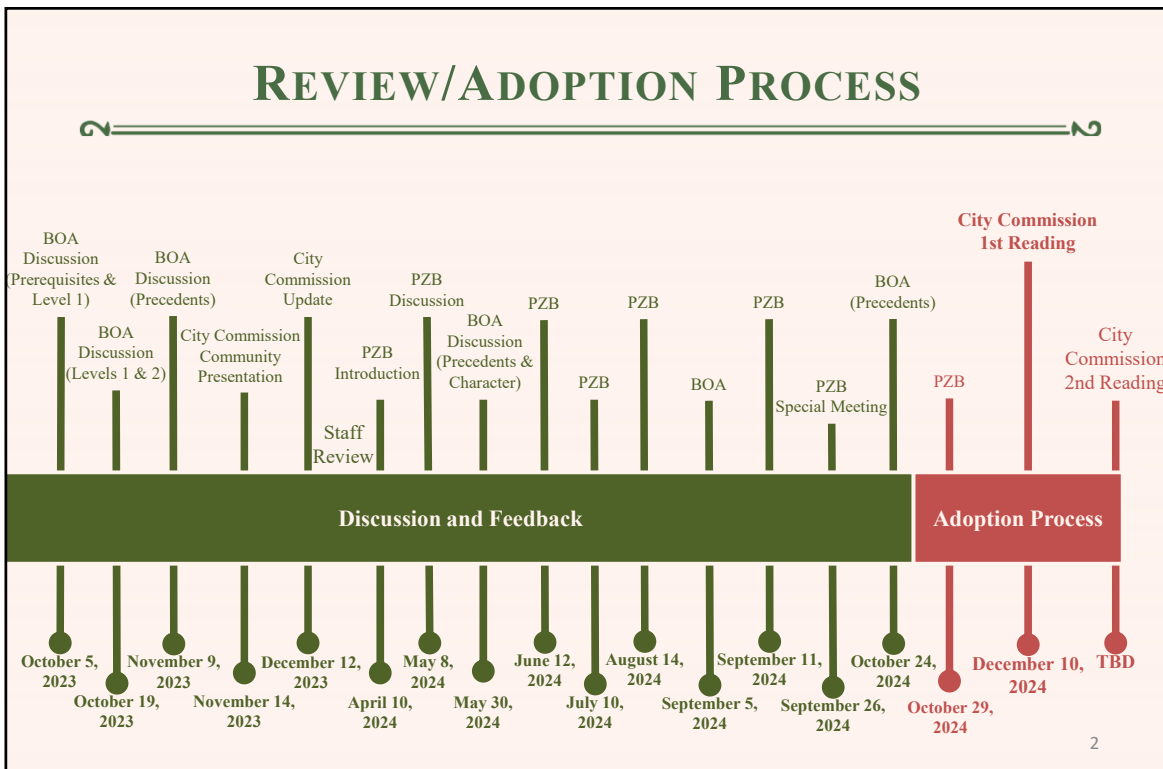 REVIEW/ADOPTION PROCESS
BOA
Discussion
(Prerequisites &
Level 1)
BOA
Discussion
(Levels 1 & 2)
BOA
Discussion
(Precedents)
City Commission
Community
Presentation
City
Commission
Update
Staff
Review
PZB
Introduction
PZB
Discussion
BOA
Discussion
(Precedents &
Character)
PZB
PZB
PZB
BOA
PZB
PZB
Special Meeting
BOA
(Precedents)
PZB
City Commission
1st Reading
City
Commission
2nd Reading
Discussion and Feedback
Adoption Process
October 5,
2023
October 19,
2023
November 9,
2023
November 14,
2023
December 12,
2023
April 10,
2024
May 8,
2024
May 30,
2024
June 12,
2024
July 10,
2024
August 14,
2024
September 5,
2024
September 11,
2024
September 26,
2024
October 24,
2024
October 29,
2024
December 10,
2024
TBD
2